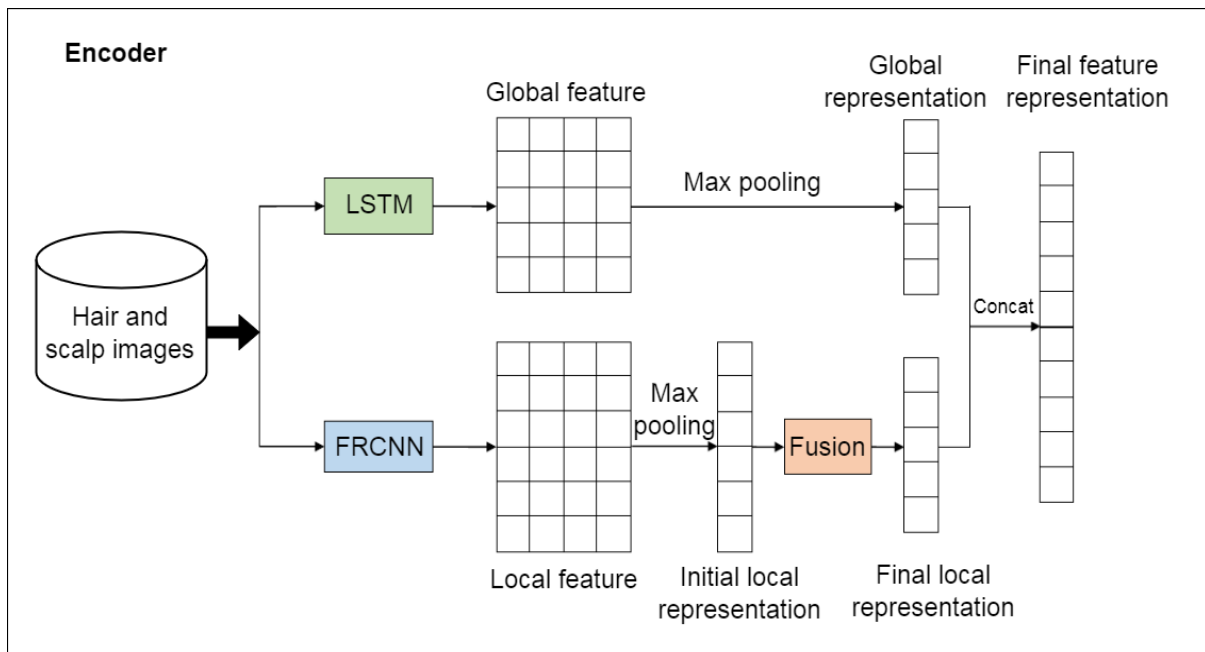 Encoder
Global feature
Global
representation
Final feature
representation
LSTM
Max pooling
Hair and
scalp images
Concat
FRCNN
Max
pooling
Fusion
Local feature
Initial local
representation
Final local
representation